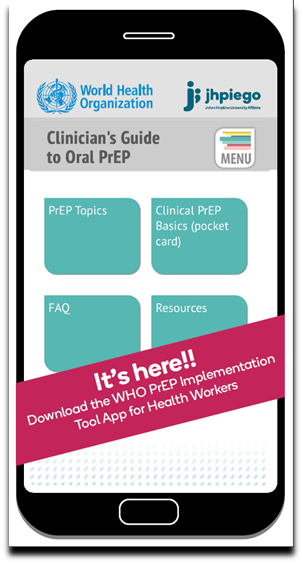 World Health
Organization
jhpiego
Johns Hopkins University Affiliate
Clinician's Guide
to Oral PrEP
MENU
PrEP Topics
Clinical PrEP
Basics (pocket
card)
FAQ
Resources
It's here!!
Download the WHO PrEP Implementation
Tool App for Health Workers